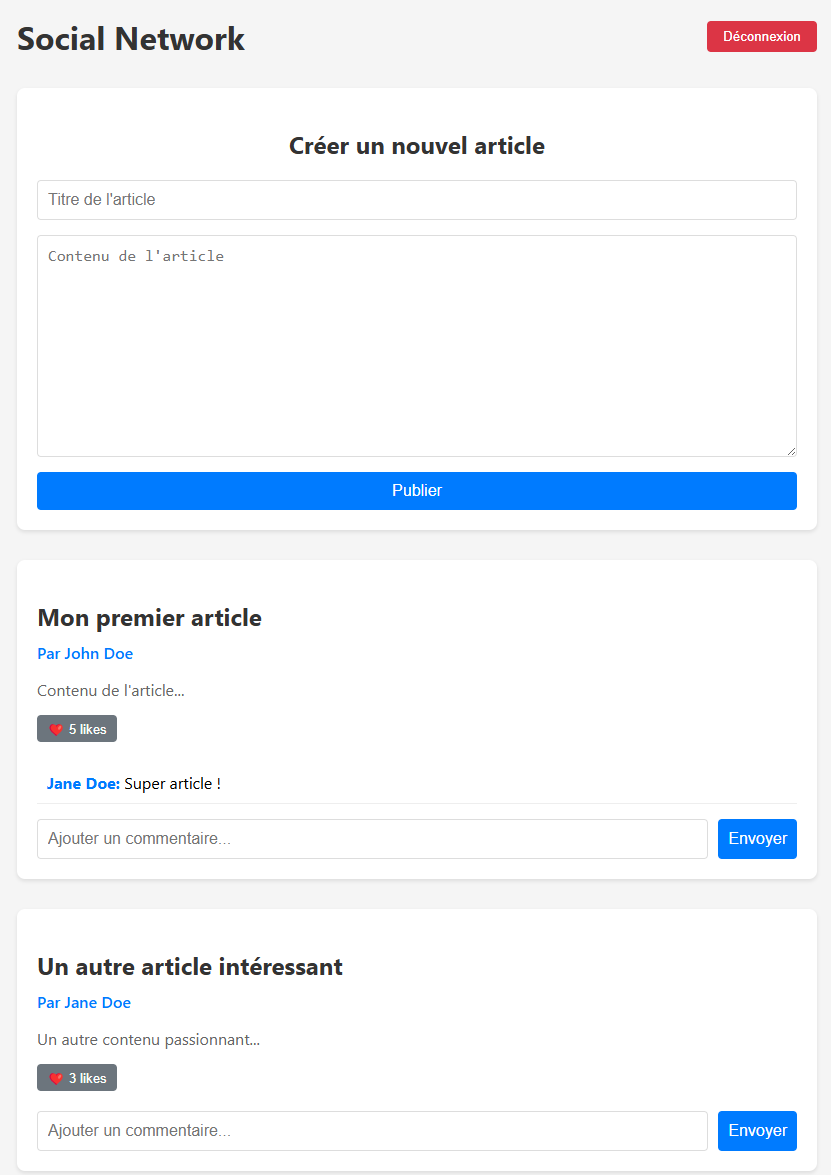 Social Network
Déconnexion
Créer un nouvel article
Titre de l'article
Contenu de l'article
Publier
Mon premier article
Par John Doe
Contenu de l'article...
❤️ 5 likes
Jane Doe: Super article !
Ajouter un commentaire...
Envoyer
Un autre article intéressant
Par Jane Doe
Un autre contenu passionnant...
❤️ 3 likes
Ajouter un commentaire...
Envoyer